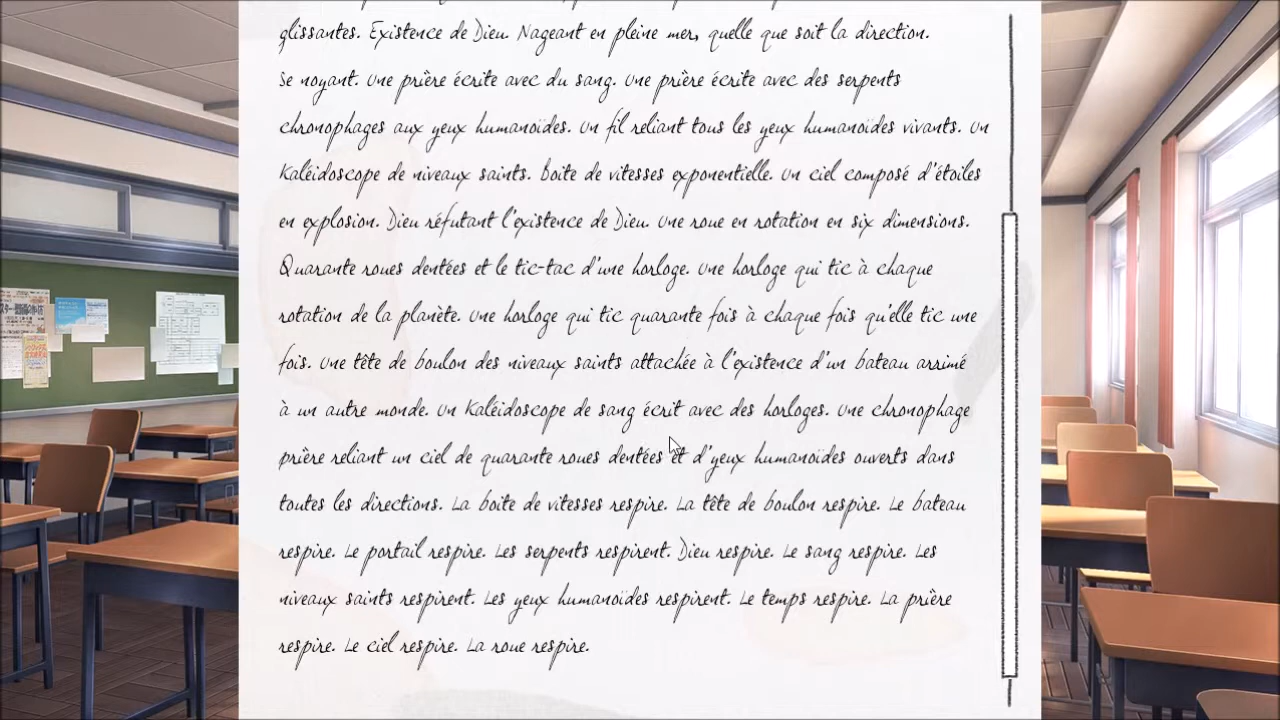 glissantes. Existence de Dieu. Nageant en pleine mer, quelle que soit la direction.
Se noyant. Une prière écrite avec du sang. Une prière écrite avec des serpents
chronophages aux yeux humanoïdes. Un fil reliant tous les yeux humanoïdes vivants. Un
Kaléidoscope de niveaux saints. Boite de vitesses exponentielle. Un ciel composé d'étoiles
en explosion. Dieu réfutant l'existence de Dieu. Une roue en rotation en six dimensions.
Quarante roues dentées et le tic-tac d'une horloge. Une horloge qui tic à chaque
rotation de la planète. Une horloge qui tic quarante fois à chaque fois qu'elle tic une
fois. Une tête de boulon des niveaux saints attachée à l'existence d'un bateau arrimé
à un autre monde. Un Kaléidoscope de sang écrit avec des horloges. Une chronophage
prière reliant un ciel de quarante roues dentées et d'yeux humanoïdes ouverts dans
toutes les directions. La boite de vitesses respire. La tête de boulon respire. Le bateau
respire. Le portail respire. Les serpents respirent. Dieu respire. Le sang respire. Les
niveaux saints respirent. Les yeux humanoïdes respirent. Le temps respire. La prière
respire. Le ciel respire. La roue respire.